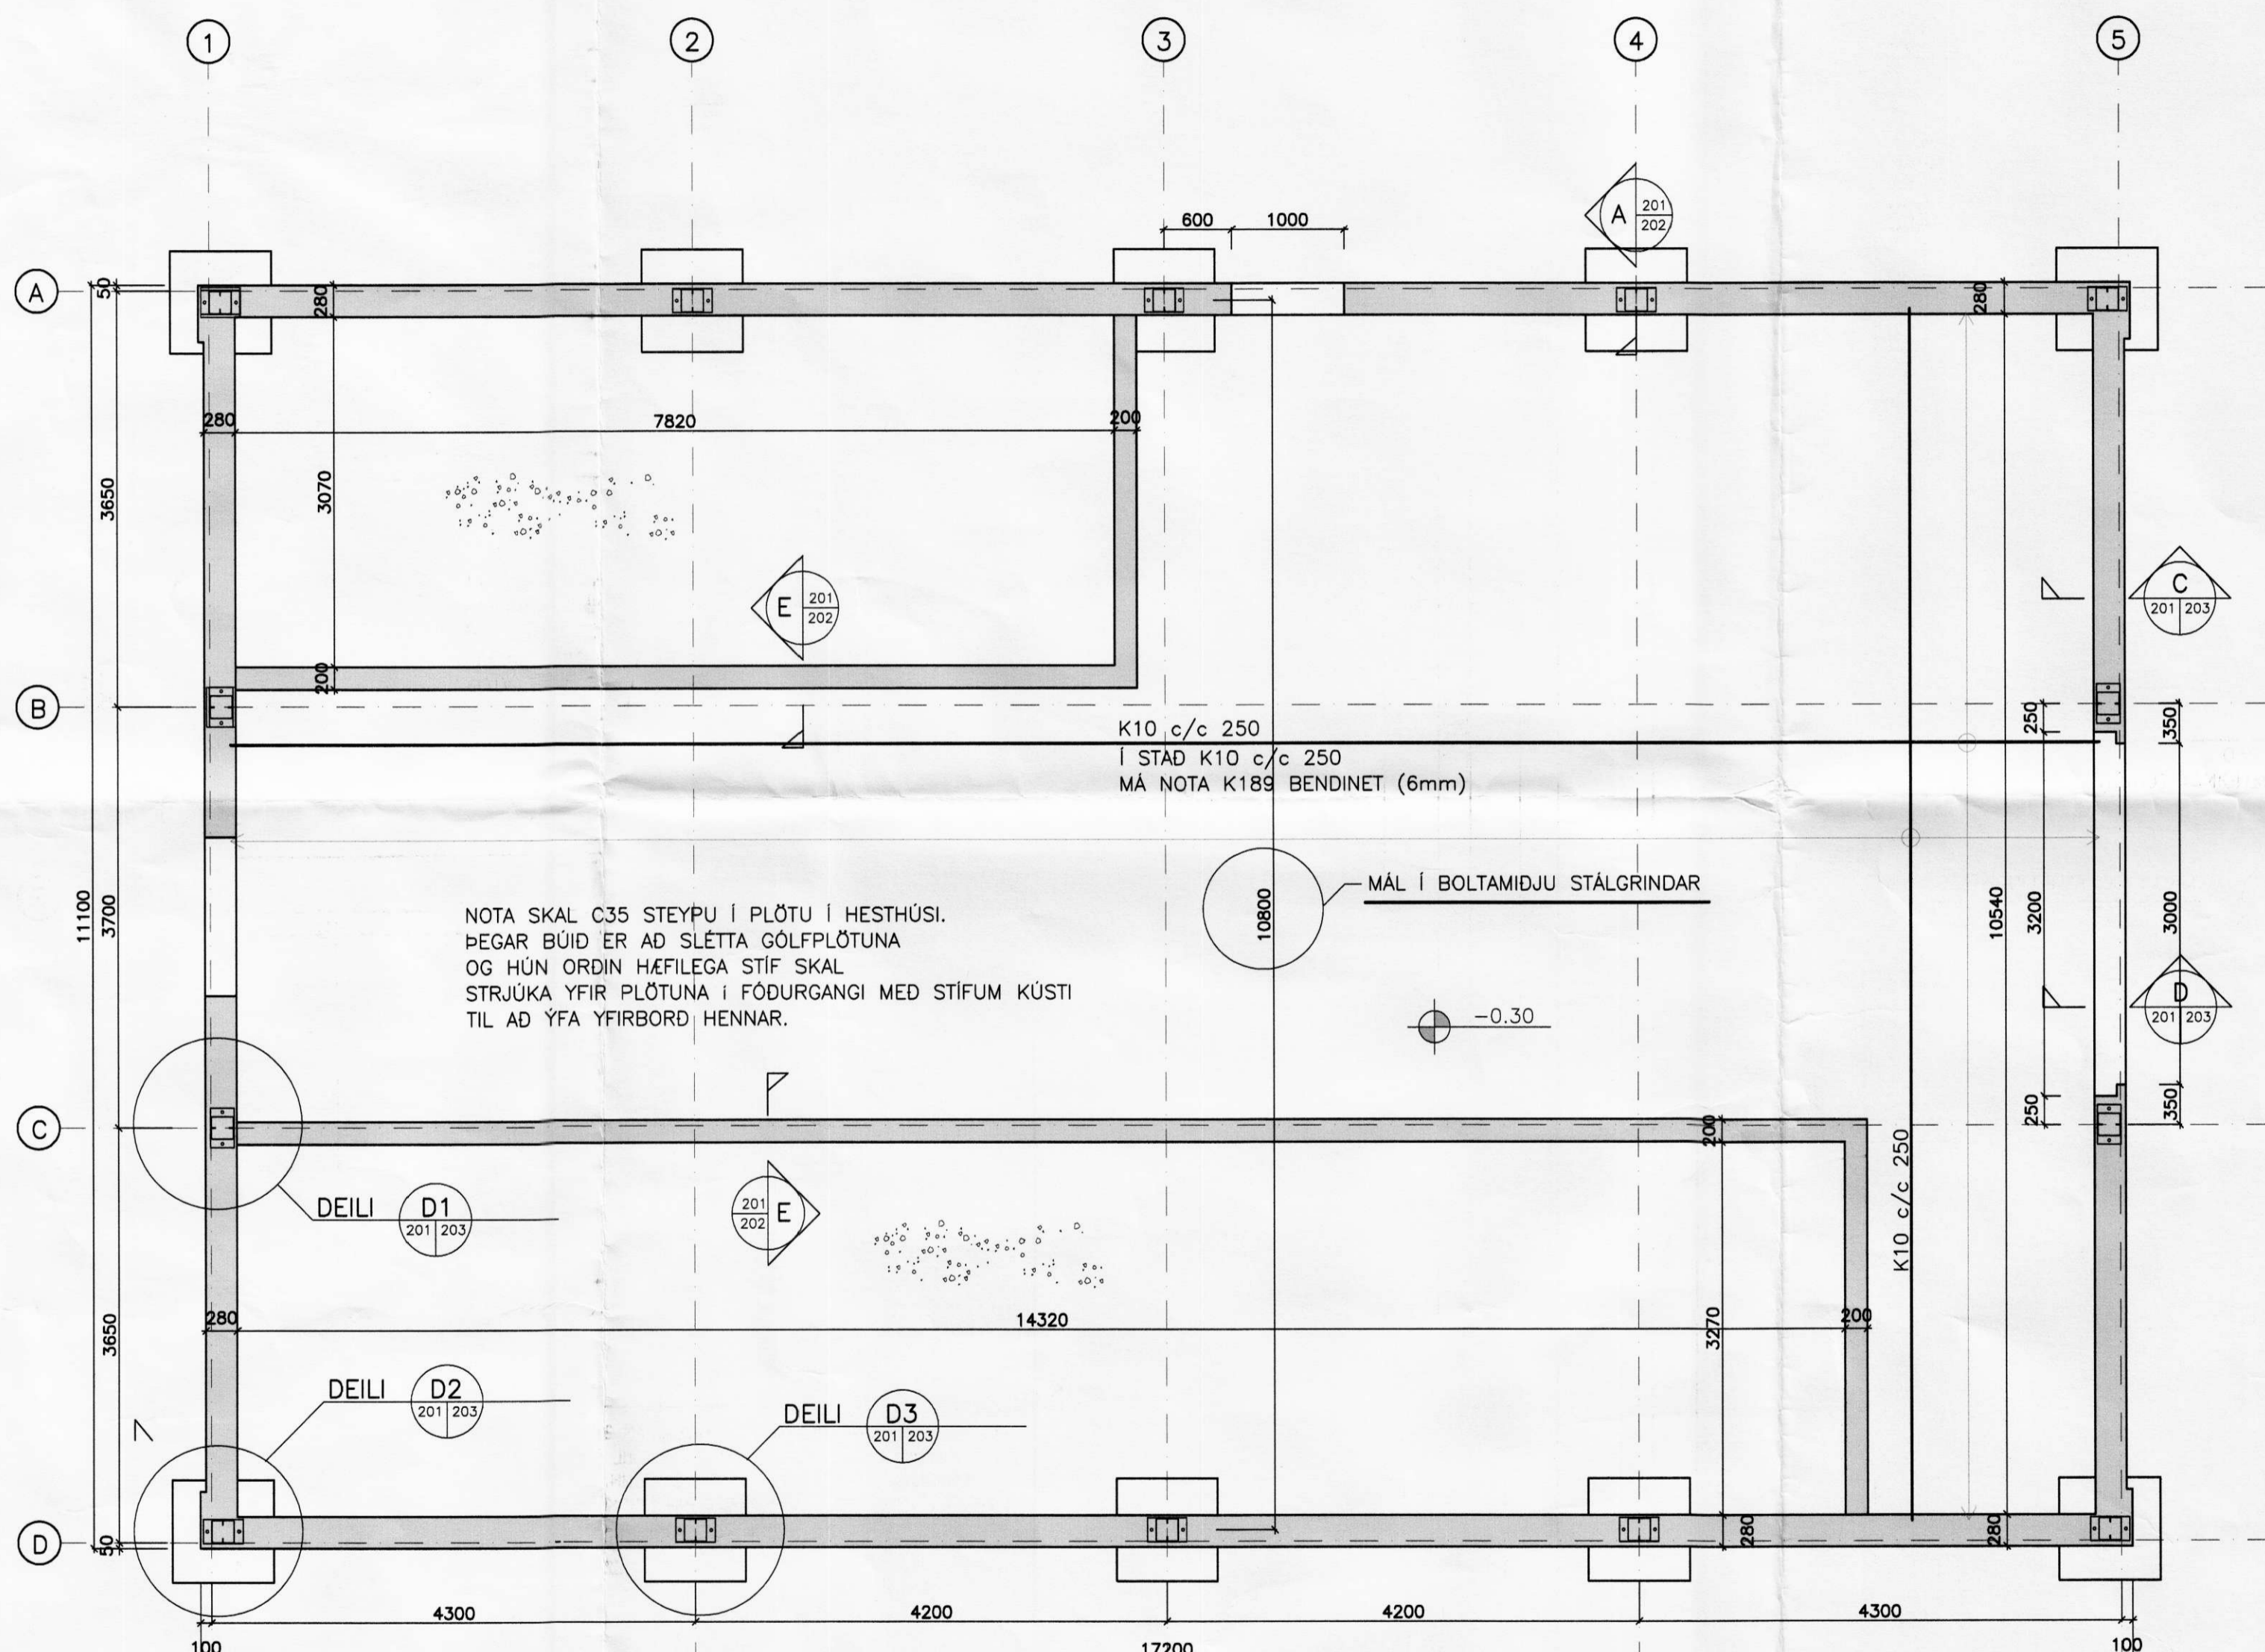 1
2
3
4
5
600
1000
A
201
202
A
50
280
280
280
7820
200
3650
3070
E
201
202
C
201
203
200
B
K10 c/c 250
Í STAÐ K10 c/c 250
MÁ NOTA K189 BENDINET (6mm)
250
350
11100
3700
NOTA SKAL C35 STEYPU Í PLÖTU Í HESTHÚSI.
ÞEGAR BÚIÐ ER AÐ SLÉTTA GÓLFPLÖTUNA
OG HÚN ORÐIN HÆFILEGA STÍF SKAL
STRJÚKA YFIR PLÖTUNA í FÓÐURGANGI MEÐ STÍFUM KÚSTI
TIL AÐ ÝFA YFIRBORÐ HENNAR.
10800
MÁL Í BOLTAMIÐJU STÁLGRINDAR
10540
3200
3000
-0.30
D
201
203
250
350
C
200
K10 c/c 250
DEILI
D1
201
203
201
202
E
280
14320
3270
200
3650
DEILI
D2
201
203
DEILI
D3
201
203
D
50
280
280
4300
4200
4200
4300
100
17200
100